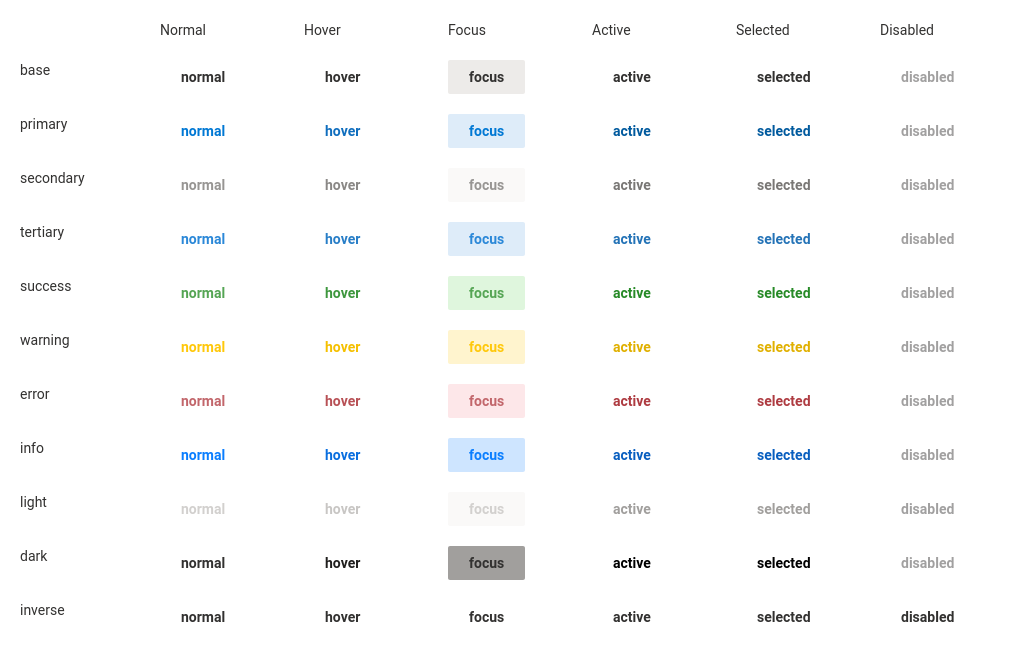 Normal Hover Focus Active Selected Disabled
base normal hover focus active selected disabled
primary normal hover focus active selected disabled
secondary normal hover focus active selected disabled
tertiary normal hover focus active selected disabled
success normal hover focus active selected disabled
warning normal hover focus active selected disabled
error normal hover focus active selected disabled
info normal hover focus active selected disabled
light normal hover focus active selected disabled
dark normal hover focus active selected disabled
inverse normal hover focus active selected disabled